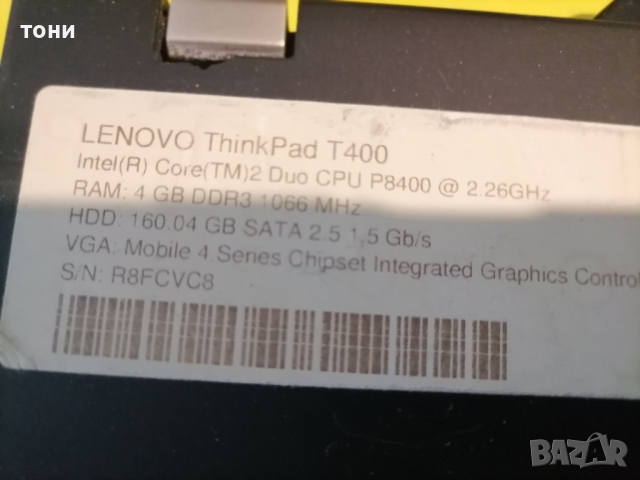 тони
LENOVO ThinkPad T400
Intel(R) Core(TM)2 Duo CPU P8400 @ 2.26GHz
RAM: 4 GB DDR3 1066 MHz
HDD: 160.04 GB SATA 2.5 1,5 Gb/s
VGA: Mobile 4 Series Chipset Integrated Graphics Control
S/N: R8FCVC8
BAZAR